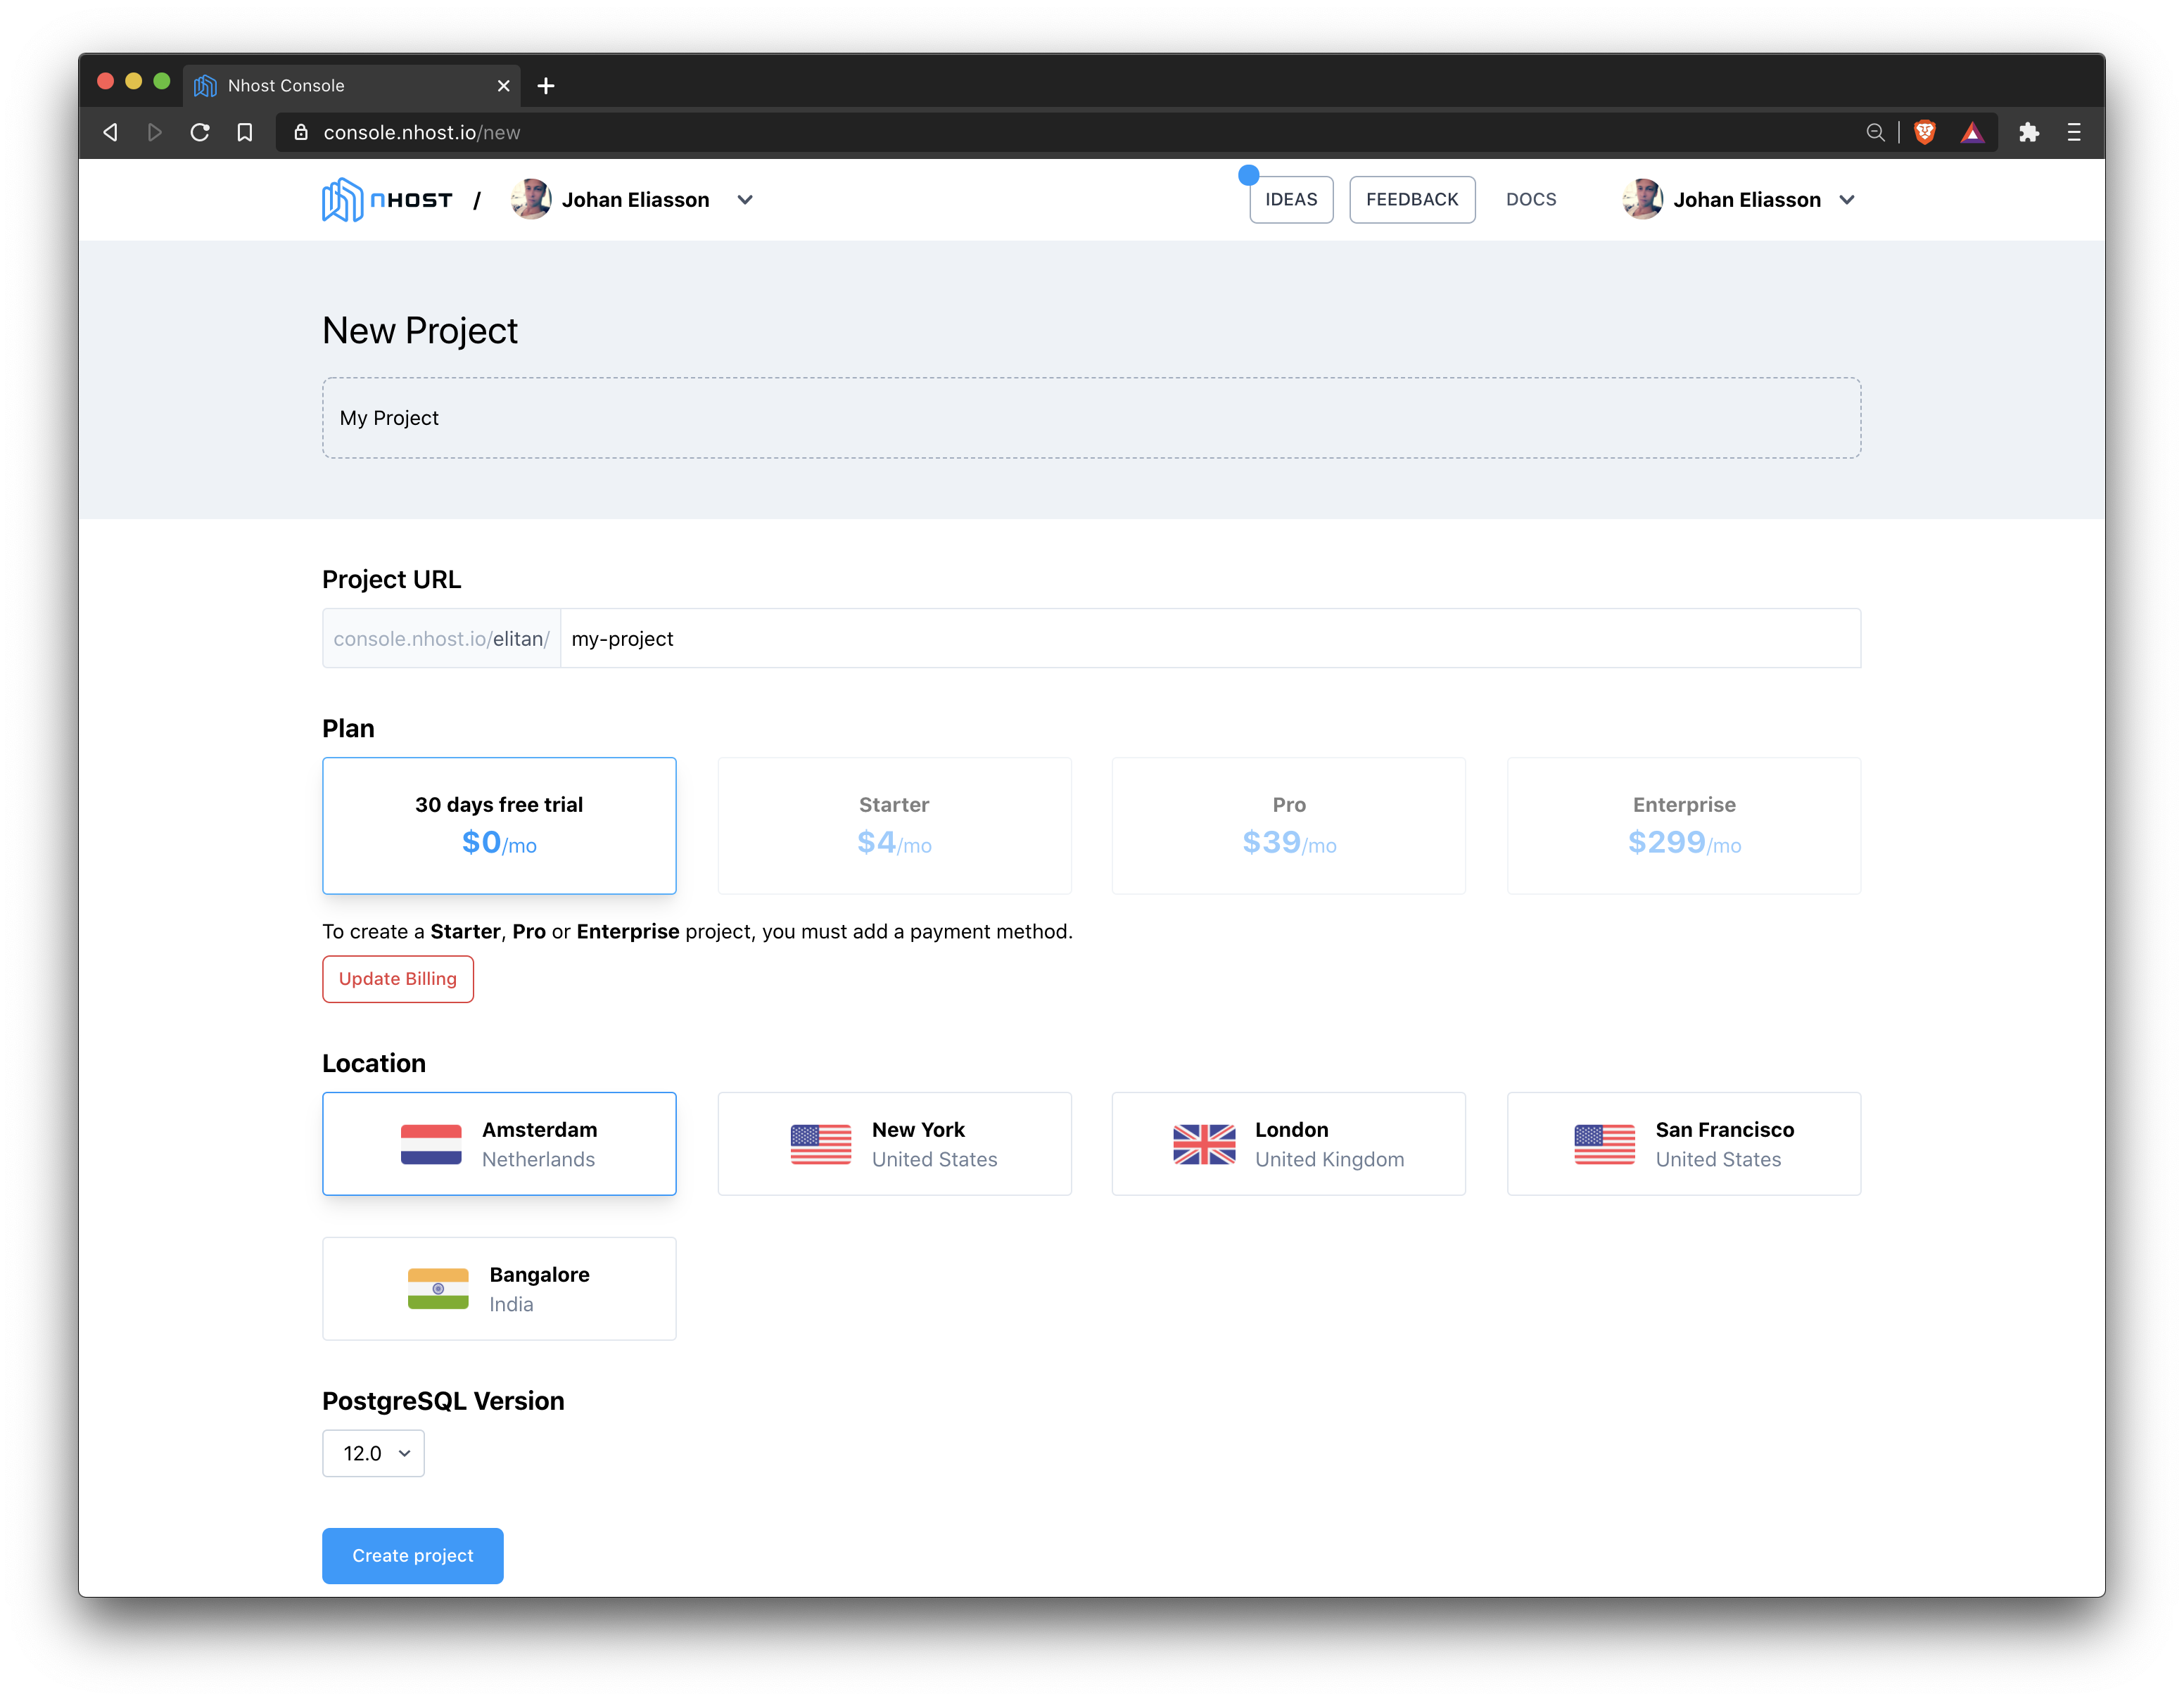 Nhost Console
console.nhost.io/new
nHOST / Johan Eliasson
IDEAS FEEDBACK DOCS Johan Eliasson
New Project
My Project
Project URL
console.nhost.io/elitan/ my-project
Plan
30 days free trial
$0/mo
Starter
$4/mo
Pro
$39/mo
Enterprise
$299/mo
To create a Starter, Pro or Enterprise project, you must add a payment method.
Update Billing
Location
Amsterdam
Netherlands
New York
United States
London
United Kingdom
San Francisco
United States
Bangalore
India
PostgreSQL Version
12.0
Create project